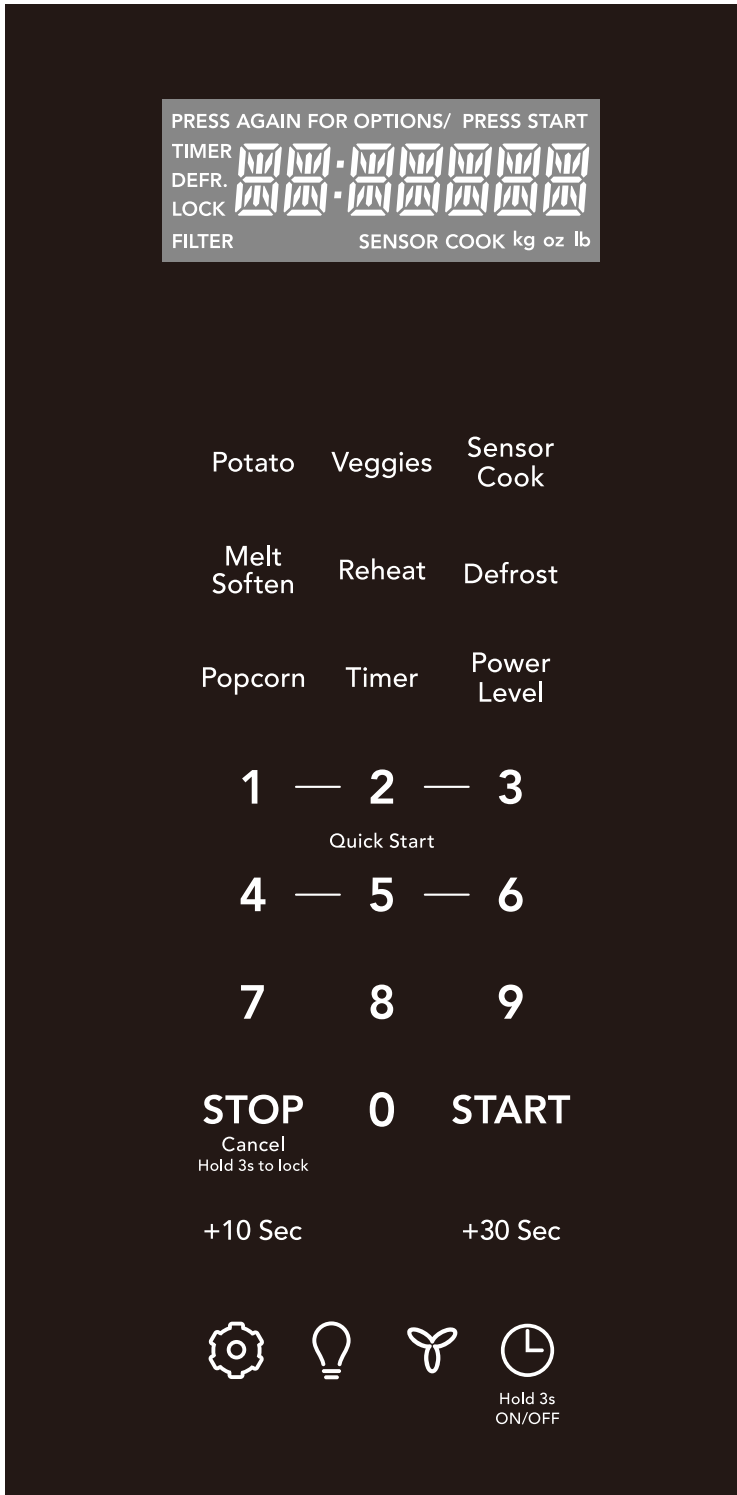 PRESS AGAIN FOR OPTIONS/ PRESS START
TIMER
DEFR.
LOCK
FILTER SENSOR COOK kg oz lb
Potato Veggies Sensor Cook
Melt Soften Reheat Defrost
Popcorn Timer Power Level
1 — 2 — 3
Quick Start
4 — 5 — 6
7 8 9
STOP 0 START
Cancel
Hold 3s to lock
+10 Sec +30 Sec
Hold 3s
ON/OFF